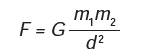 F = G m₁m₂ / d²